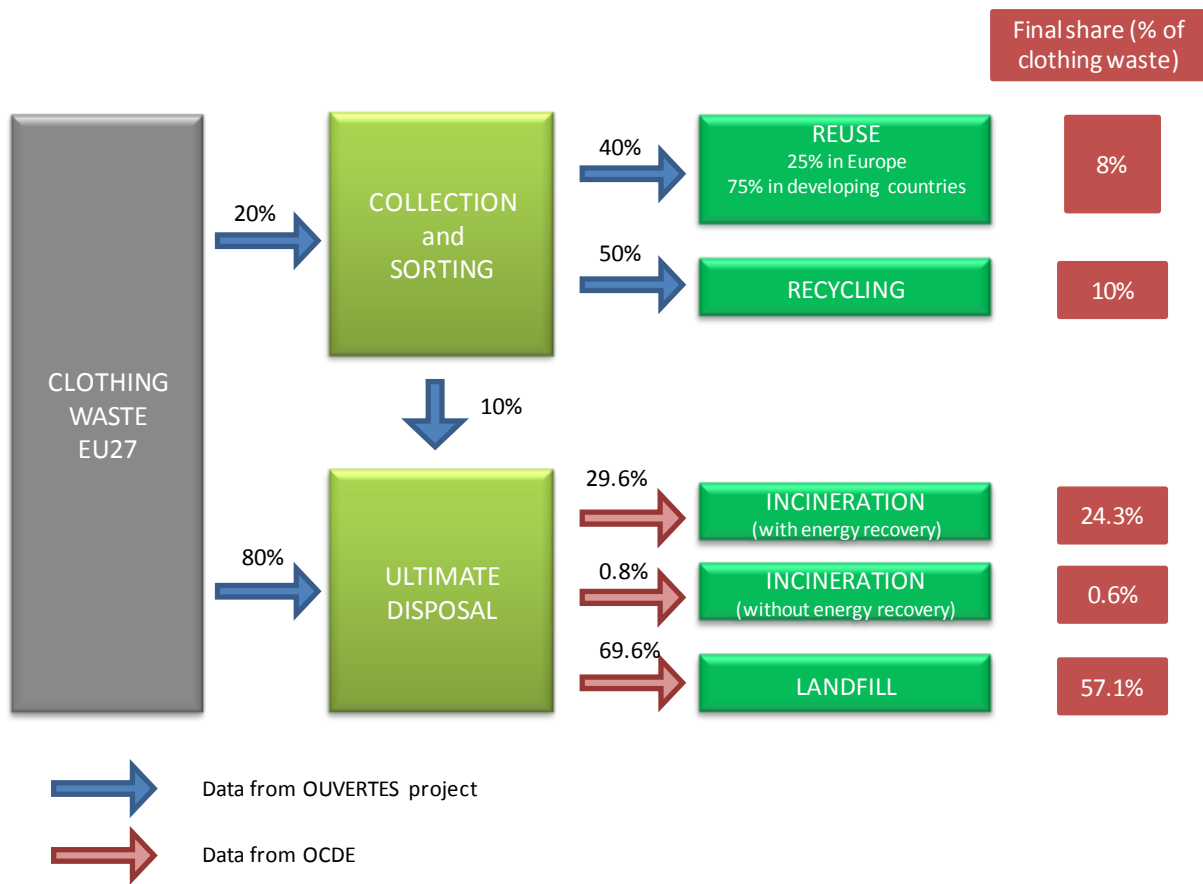 Final share (% of
clothing waste)
CLOTHING
WASTE
EU27
20%
80%
COLLECTION
and
SORTING
10%
ULTIMATE
DISPOSAL
40%
REUSE
25% in Europe
75% in developing countries
8%
50%
RECYCLING
10%
29.6%
INCINERATION
(with energy recovery)
24.3%
0.8%
INCINERATION
(without energy recovery)
0.6%
69.6%
LANDFILL
57.1%
Data from OUVERTES project
Data from OCDE